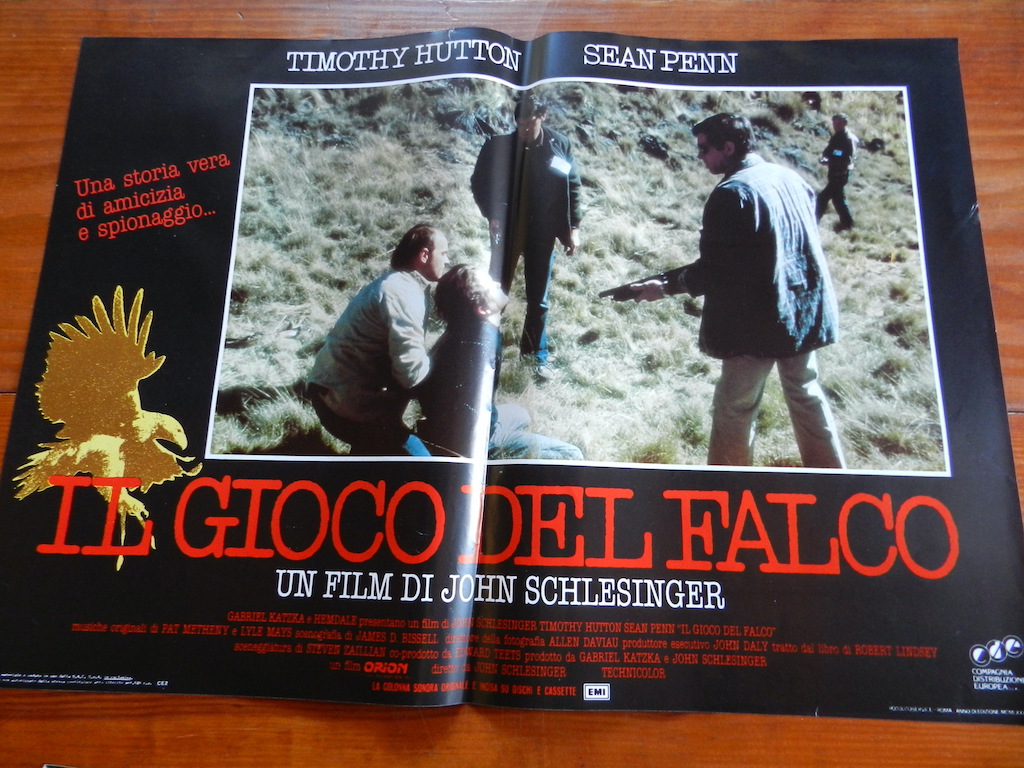 TIMOTHY HUTTON SEAN PENN
Una storia vera
di amicizia
e spionaggio...
IL GIOCO DEL FALCO
UN FILM DI JOHN SCHLESINGER
GABRIEL KATZKA e HEMDALE presentano un film di JOHN SCHLESINGER TIMOTHY HUTTON SEAN PENN "IL GIOCO DEL FALCO"
musiche originali di PAT METHENY e LYLE MAYS scenografia di JAMES D. BISSELL direttore della fotografia ALLEN DAVIAU produttore esecutivo JOHN DALY tratto dal libro di ROBERT LINDSEY
sceneggiatura di STEVEN ZAILLIAN co-prodotto da EDWARD TEETS prodotto da GABRIEL KATZKA e JOHN SCHLESINGER
un film ORION diretto da JOHN SCHLESINGER TECHNICOLOR
LA COLONNA SONORA ORIGINALE È INCISA SU DISCHI E CASSETTE EMI
CEZ
CDE
COMPAGNIA
DISTRIBUZIONE
EUROPEA